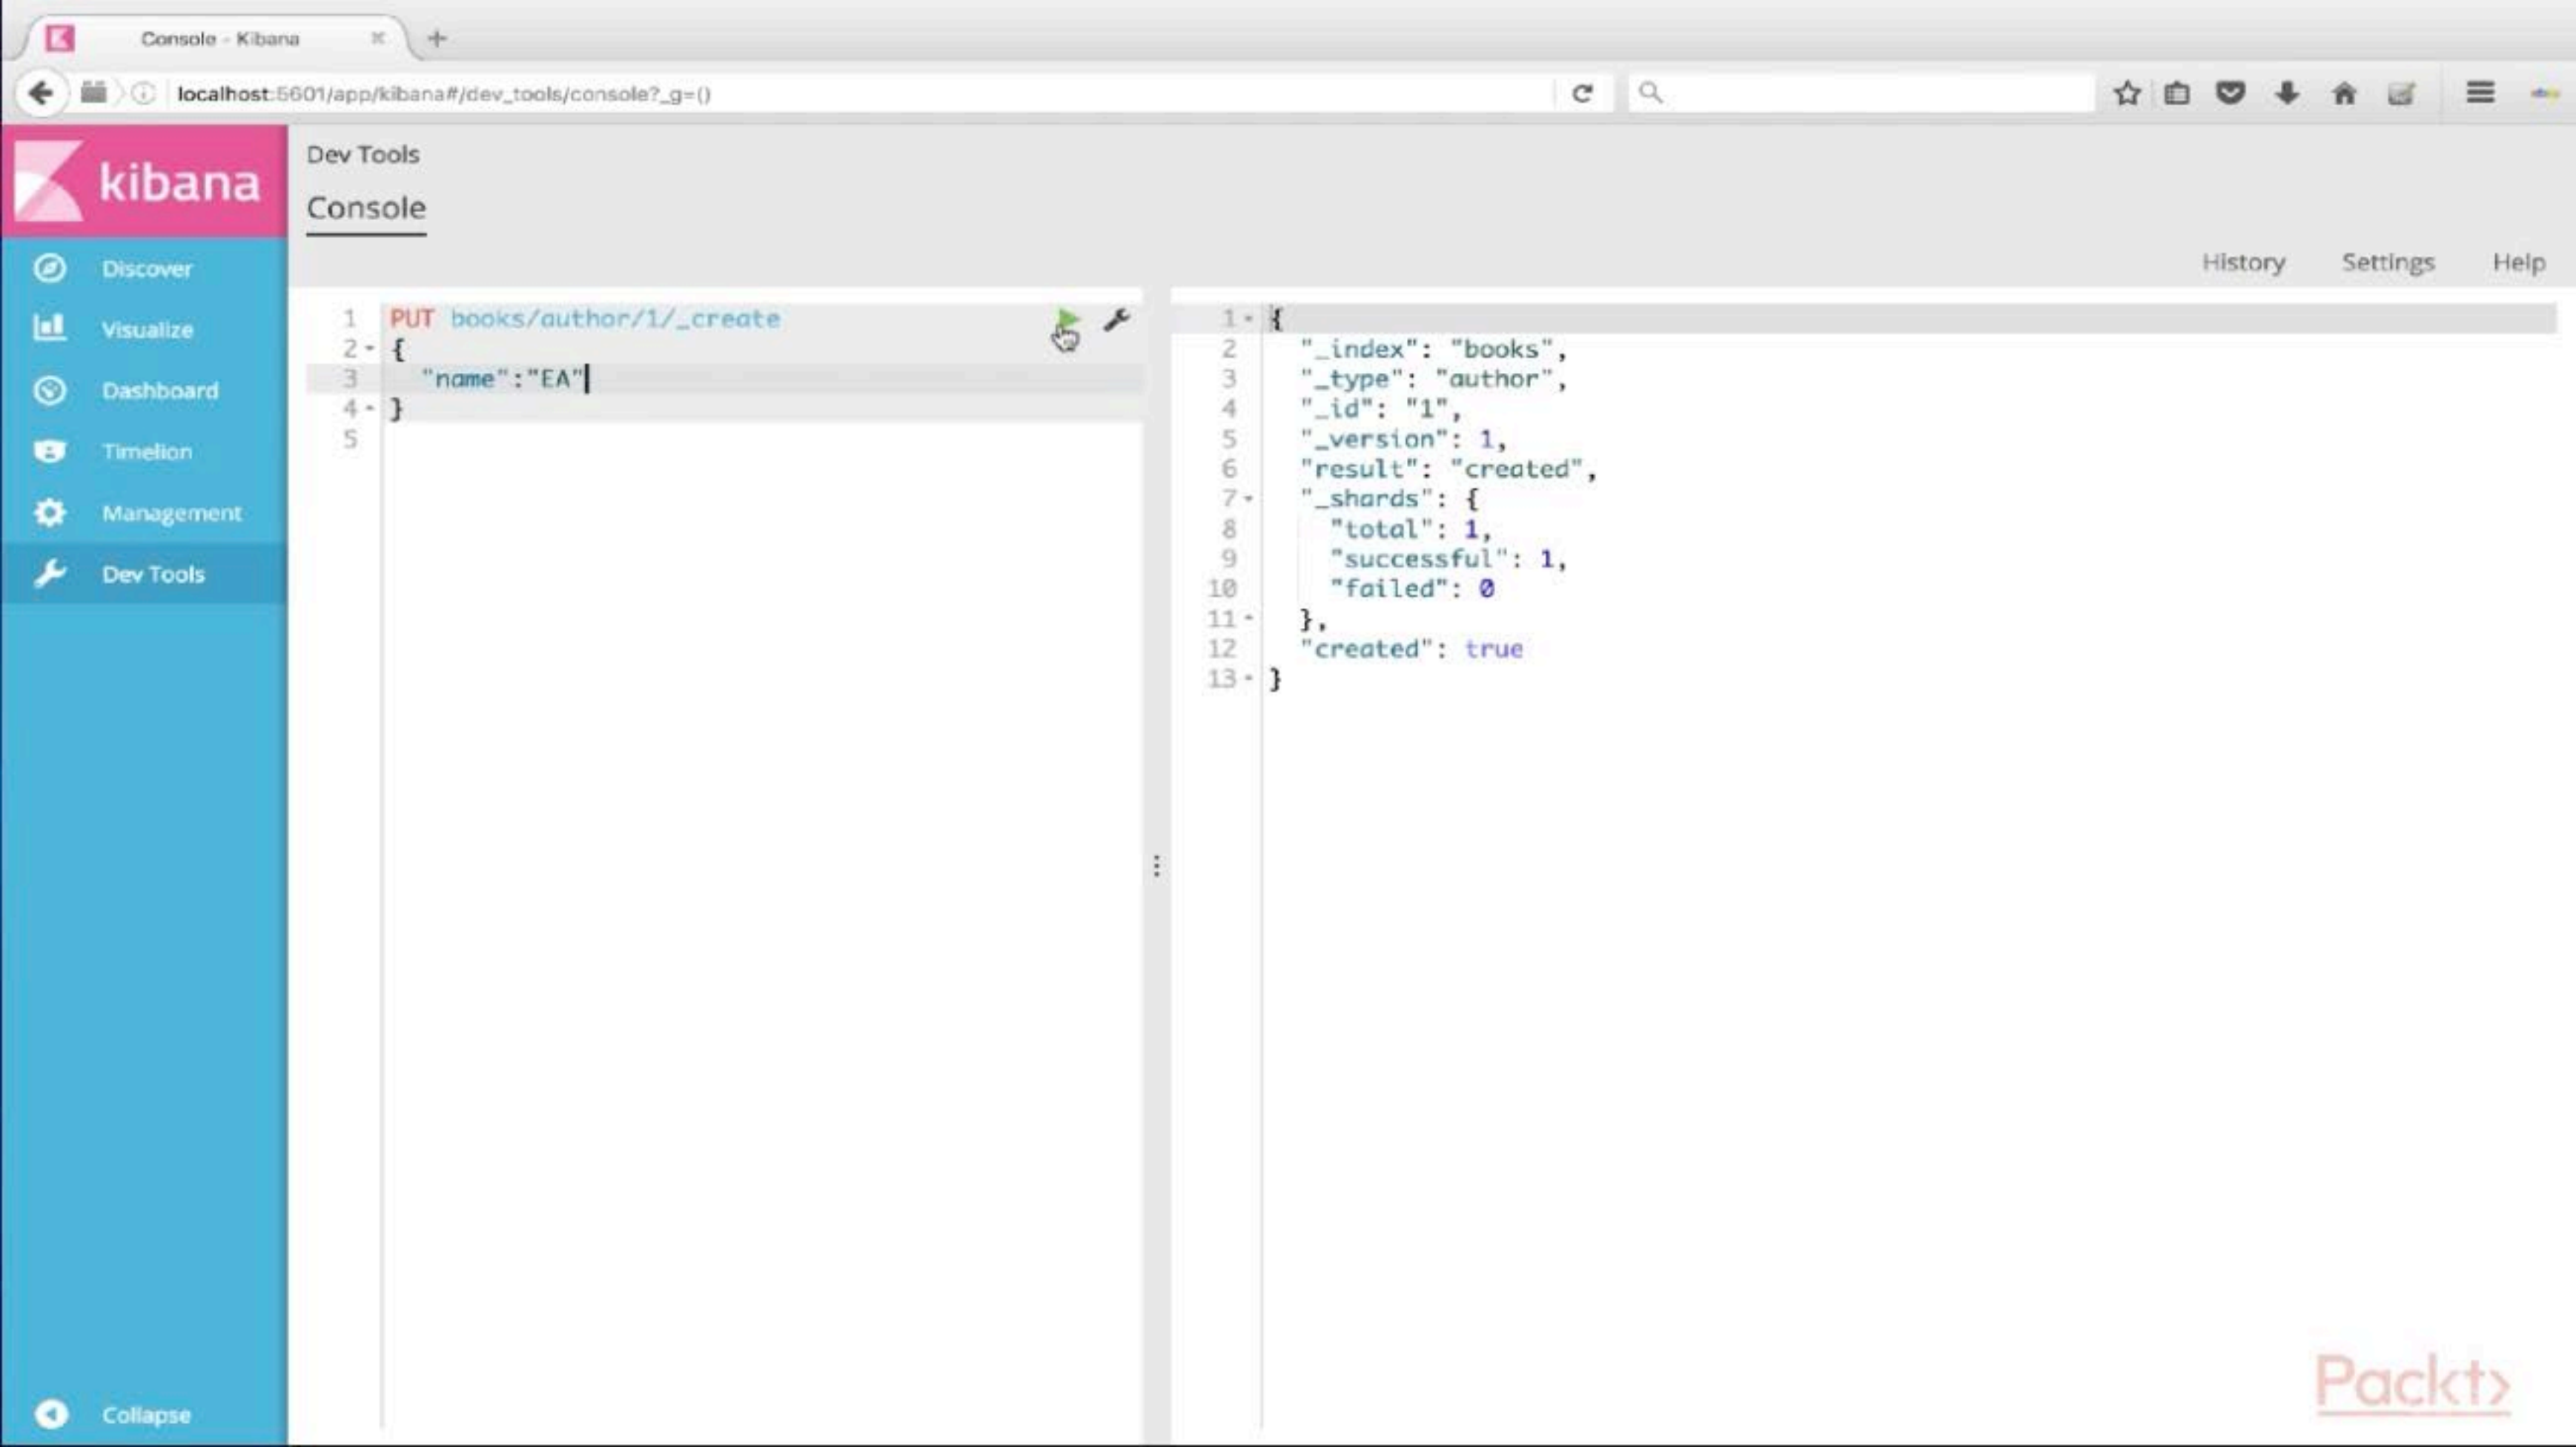 Console - Kibana
localhost:5601/app/kibana#/dev_tools/console?_g=()
kibana
Dev Tools
Console
History Settings Help
Discover
Visualize
Dashboard
Timelion
Management
Dev Tools
Collapse
1 PUT books/author/1/_create
2 {
3 "name":"EA"
4 }
5
1 {
2 "_index": "books",
3 "_type": "author",
4 "_id": "1",
5 "_version": 1,
6 "result": "created",
7 "_shards": {
8 "total": 1,
9 "successful": 1,
10 "failed": 0
11 },
12 "created": true
13 }
Packt>